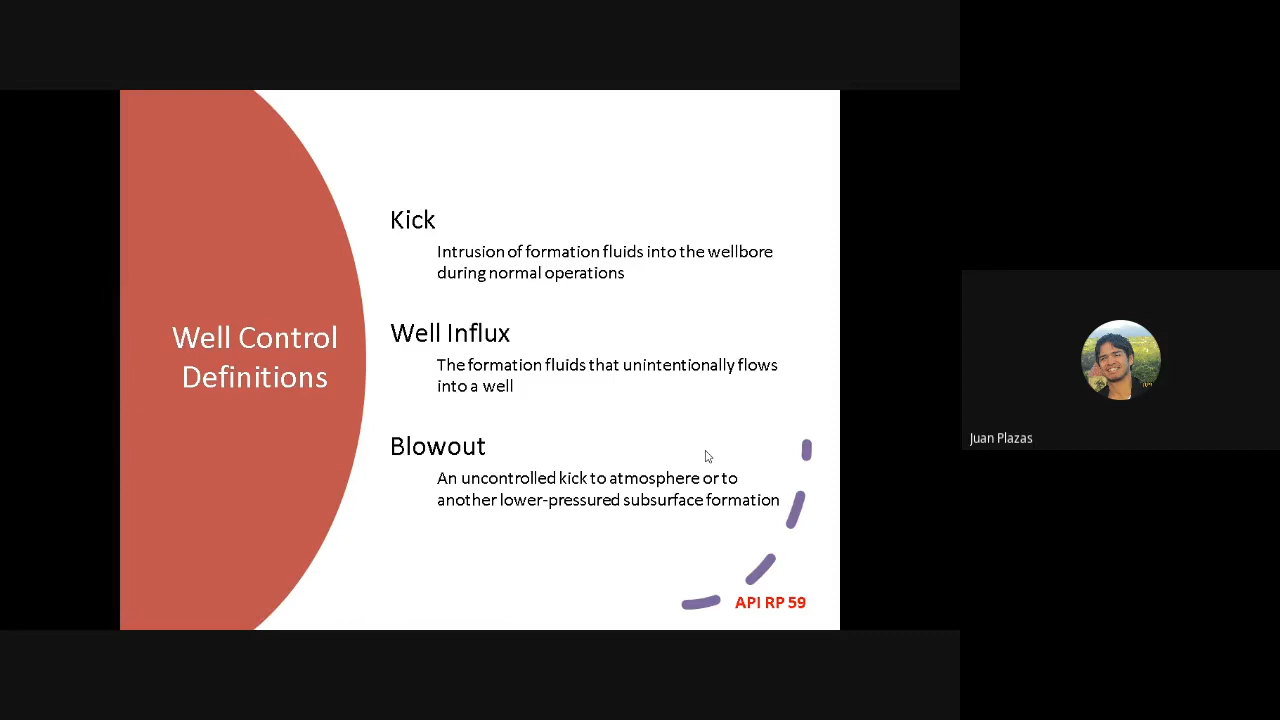 Well Control
Definitions
Kick
Intrusion of formation fluids into the wellbore
during normal operations
Well Influx
The formation fluids that unintentionally flows
into a well
Blowout
An uncontrolled kick to atmosphere or to
another lower-pressured subsurface formation
API RP 59
Juan Plazas